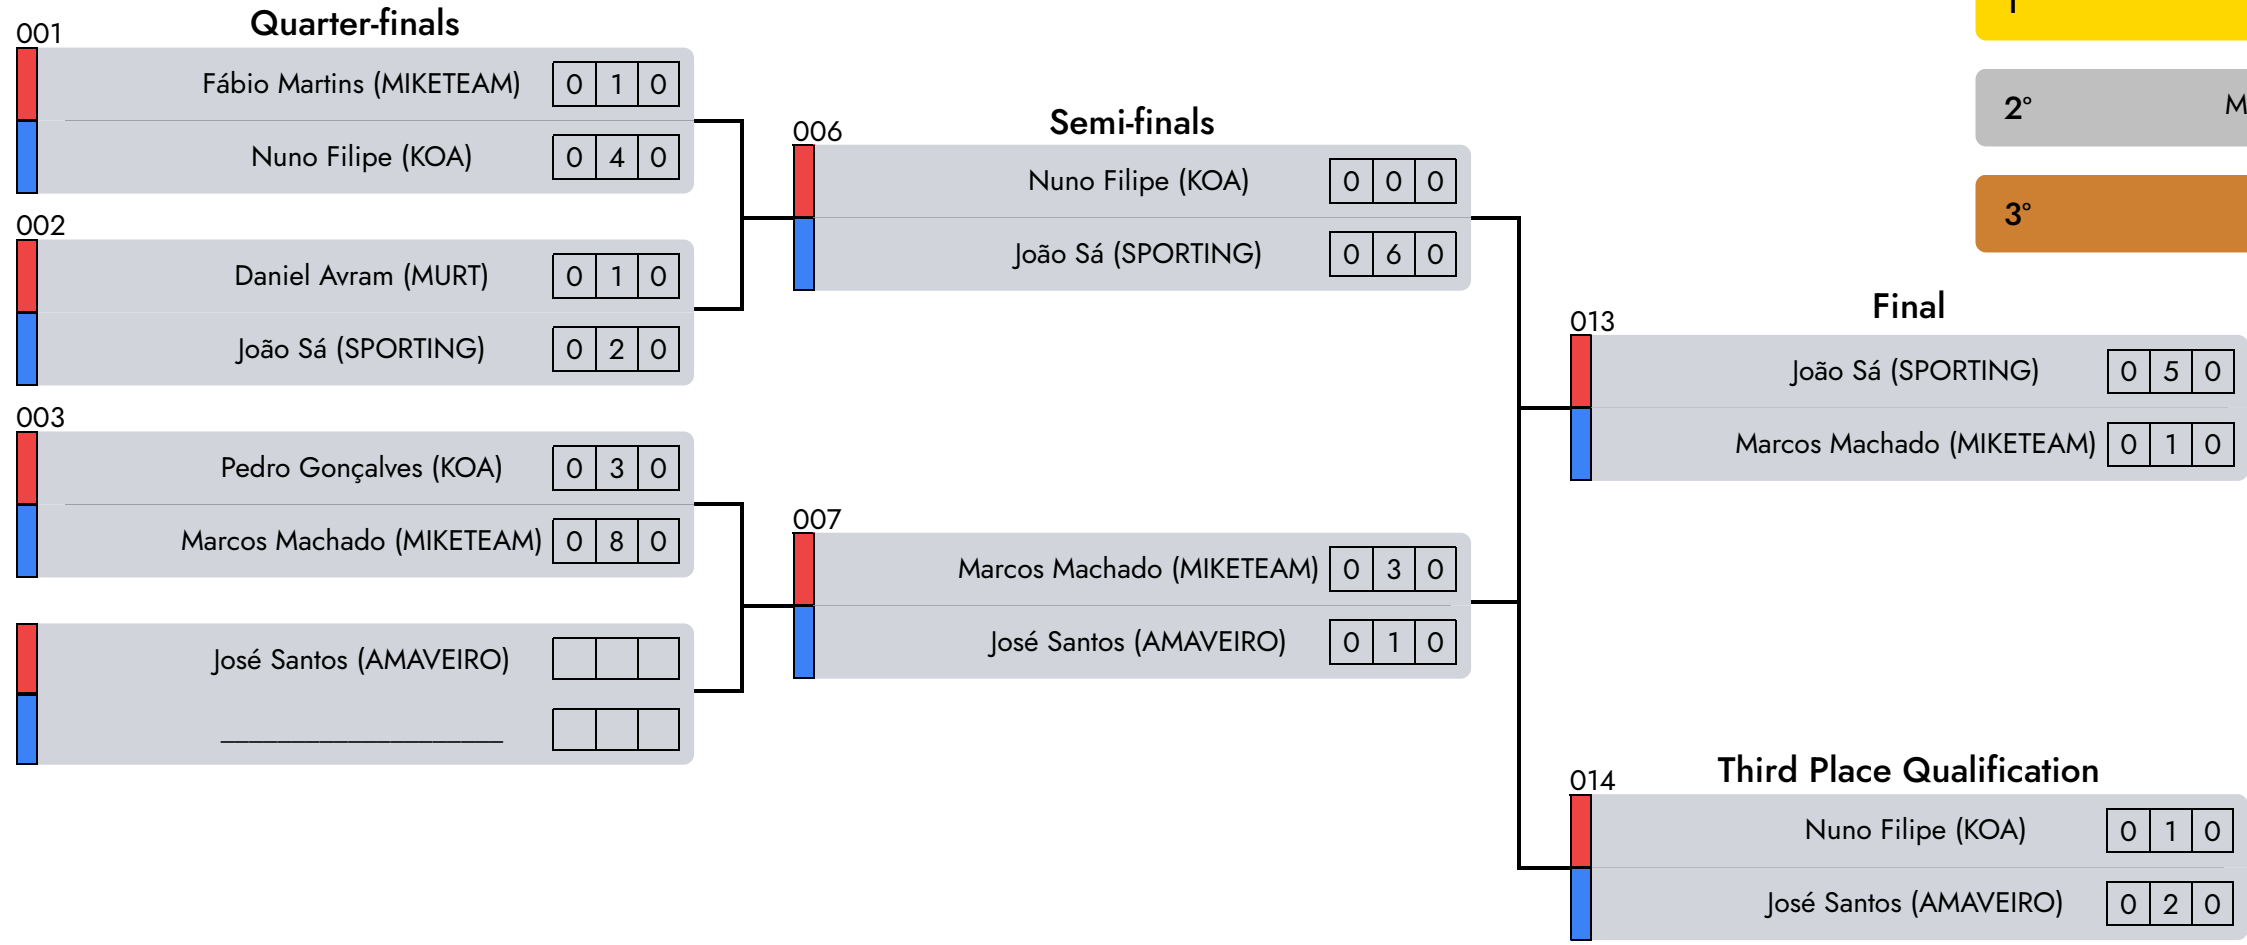 Quarter-finals
001
Fábio Martins (MIKETEAM) 0 1 0
Nuno Filipe (KOA) 0 4 0
002
Daniel Avram (MURT) 0 1 0
João Sá (SPORTING) 0 2 0
003
Pedro Gonçalves (KOA) 0 3 0
Marcos Machado (MIKETEAM) 0 8 0
José Santos (AMAVEIRO)
Semi-finals
006
Nuno Filipe (KOA) 0 0 0
João Sá (SPORTING) 0 6 0
007
Marcos Machado (MIKETEAM) 0 3 0
José Santos (AMAVEIRO) 0 1 0
2°
3°
Final
013
João Sá (SPORTING) 0 5 0
Marcos Machado (MIKETEAM) 0 1 0
Third Place Qualification
014
Nuno Filipe (KOA) 0 1 0
José Santos (AMAVEIRO) 0 2 0